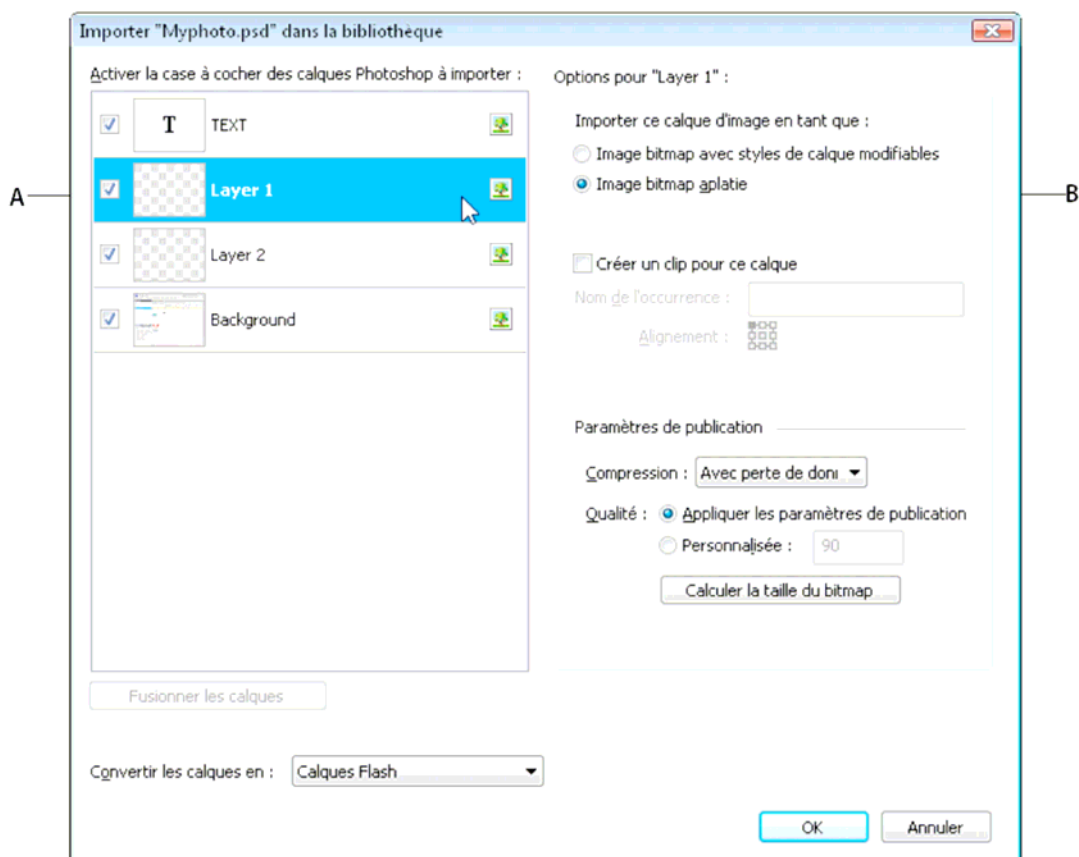 Importer "Myphoto.psd" dans la bibliothèque
Activer la case à cocher des calques Photoshop à importer :
T TEXT
Layer 1
Layer 2
Background
Fusionner les calques
Convertir les calques en : Calques Flash
Options pour "Layer 1" :
Importer ce calque d'image en tant que :
Image bitmap avec styles de calque modifiables
Image bitmap aplatie
Créer un clip pour ce calque
Nom de l'occurrence :
Alignement :
Paramètres de publication
Compression : Avec perte de doni
Qualité : Appliquer les paramètres de publication
Personnalisée : 90
Calculer la taille du bitmap
OK Annuler
A
B